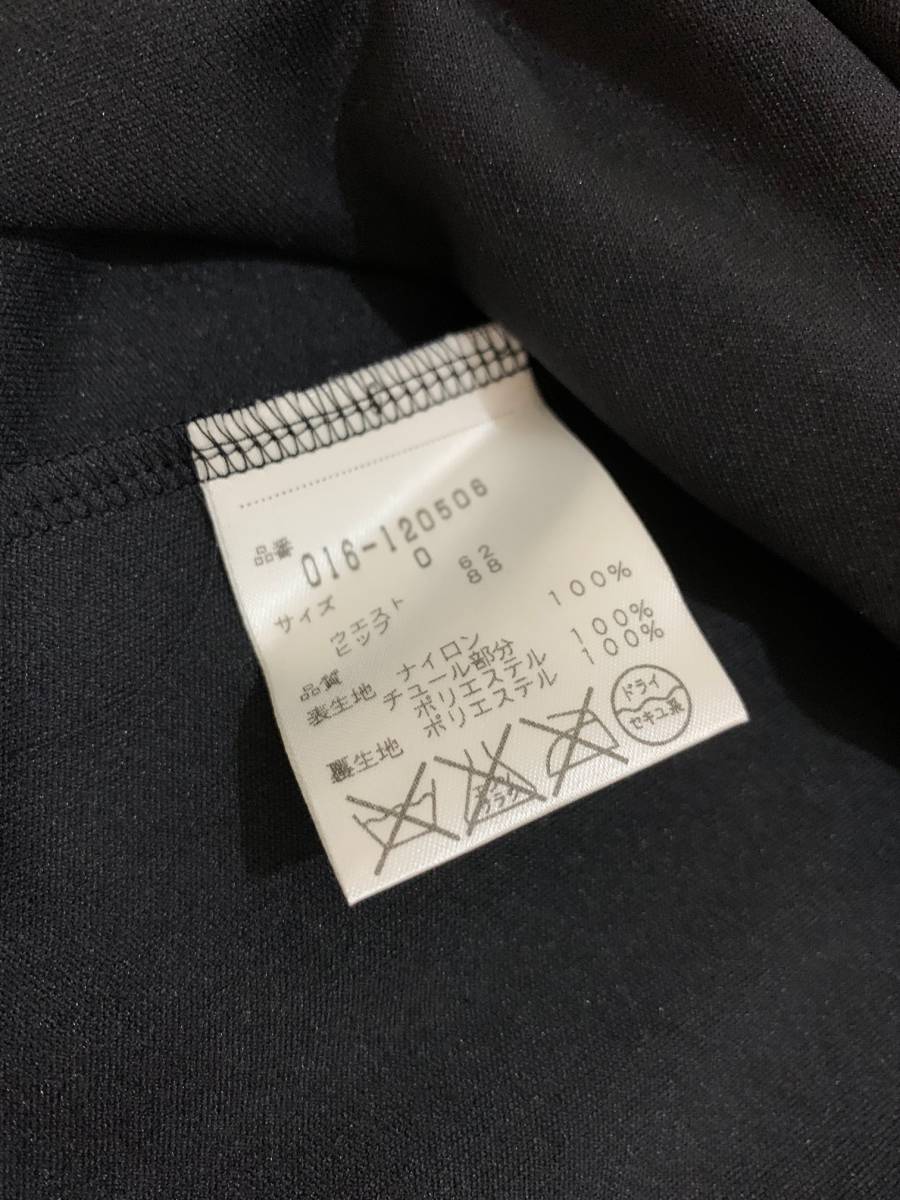 品番 016-120506
サイズ 0
ウエスト 62
ヒップ 88
品質
表生地 ナイロン 100%
チュール部分
ポリエステル 100%
裏生地 ポリエステル 100%
ドライ
セキユ系